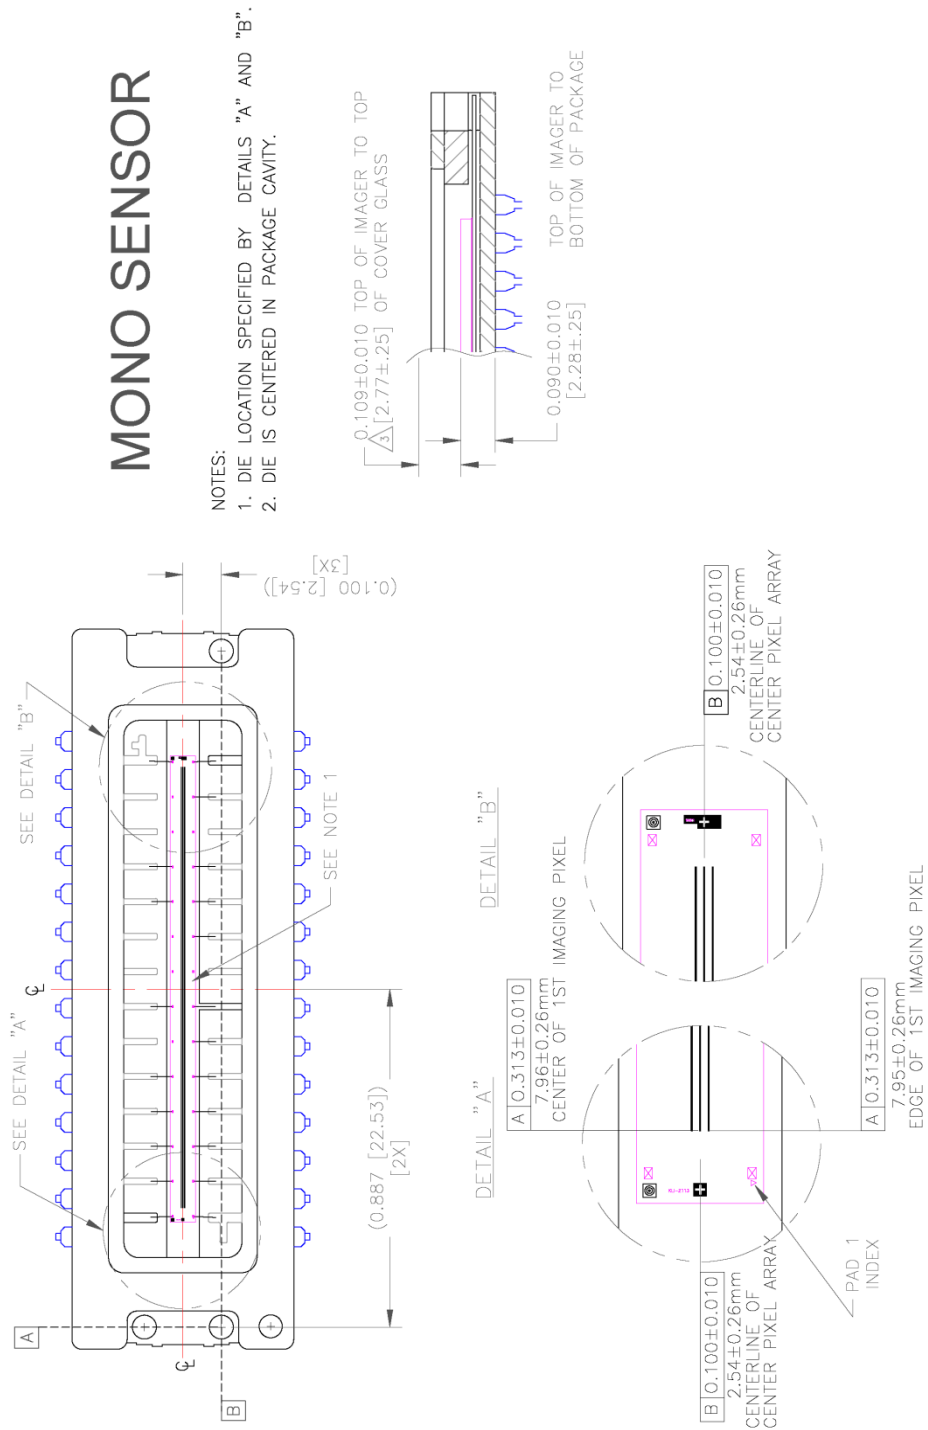 MONO SENSOR
NOTES:
1. DIE LOCATION SPECIFIED BY DETAILS "A" AND "B".
2. DIE IS CENTERED IN PACKAGE CAVITY.
SEE DETAIL "A"
SEE DETAIL "B"
A
B
C
L
C
L
SEE NOTE 1
(0.887 [22.53])
[2X]
(0.100 [2.54])
[3X]
0.109±0.010 TOP OF IMAGER TO TOP
3
[2.77±.25] OF COVER GLASS
0.090±0.010
[2.28±.25]
TOP OF IMAGER TO
BOTTOM OF PACKAGE
DETAIL "A"
A 0.313±0.010
7.96±0.26mm
CENTER OF 1ST IMAGING PIXEL
B 0.100±0.010
2.54±0.26mm
CENTERLINE OF
CENTER PIXEL ARRAY
PAD 1
INDEX
A 0.313±0.010
7.95±0.26mm
EDGE OF 1ST IMAGING PIXEL
DETAIL "B"
B 0.100±0.010
2.54±0.26mm
CENTERLINE OF
CENTER PIXEL ARRAY